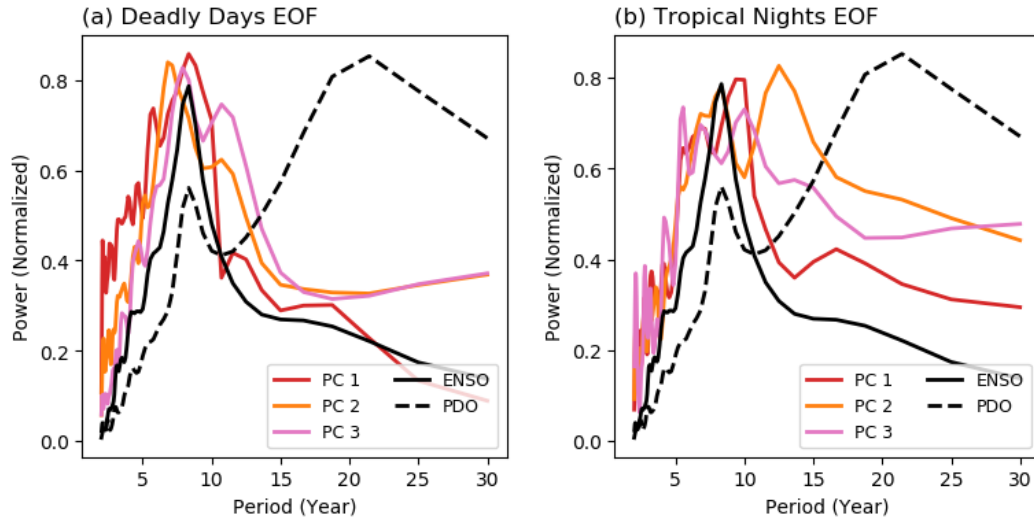 (a) Deadly Days EOF
Power (Normalized)
0.8
0.6
0.4
0.2
0.0
5 10 15 20 25 30
Period (Year)
PC 1
PC 2
PC 3
ENSO
PDO
(b) Tropical Nights EOF
Power (Normalized)
0.8
0.6
0.4
0.2
0.0
5 10 15 20 25 30
Period (Year)
PC 1
PC 2
PC 3
ENSO
PDO